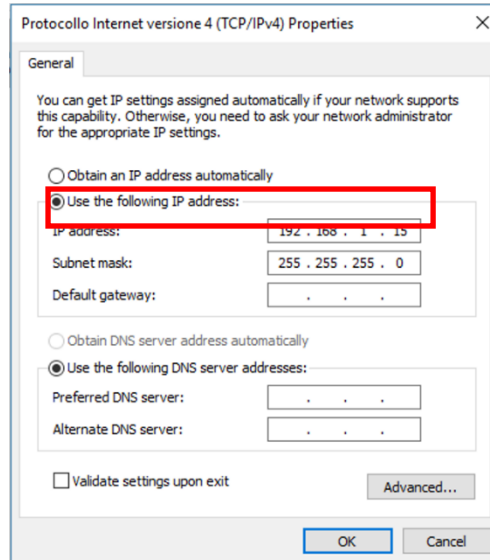 Protocollo Internet versione 4 (TCP/IPv4) Properties
General
You can get IP settings assigned automatically if your network supports
this capability. Otherwise, you need to ask your network administrator
for the appropriate IP settings.
Obtain an IP address automatically
Use the following IP address:
IP address: 192 . 168 . 1 . 15
Subnet mask: 255 . 255 . 255 . 0
Default gateway: . . .
Obtain DNS server address automatically
Use the following DNS server addresses:
Preferred DNS server: . . .
Alternate DNS server: . . .
Validate settings upon exit
Advanced...
OK Cancel